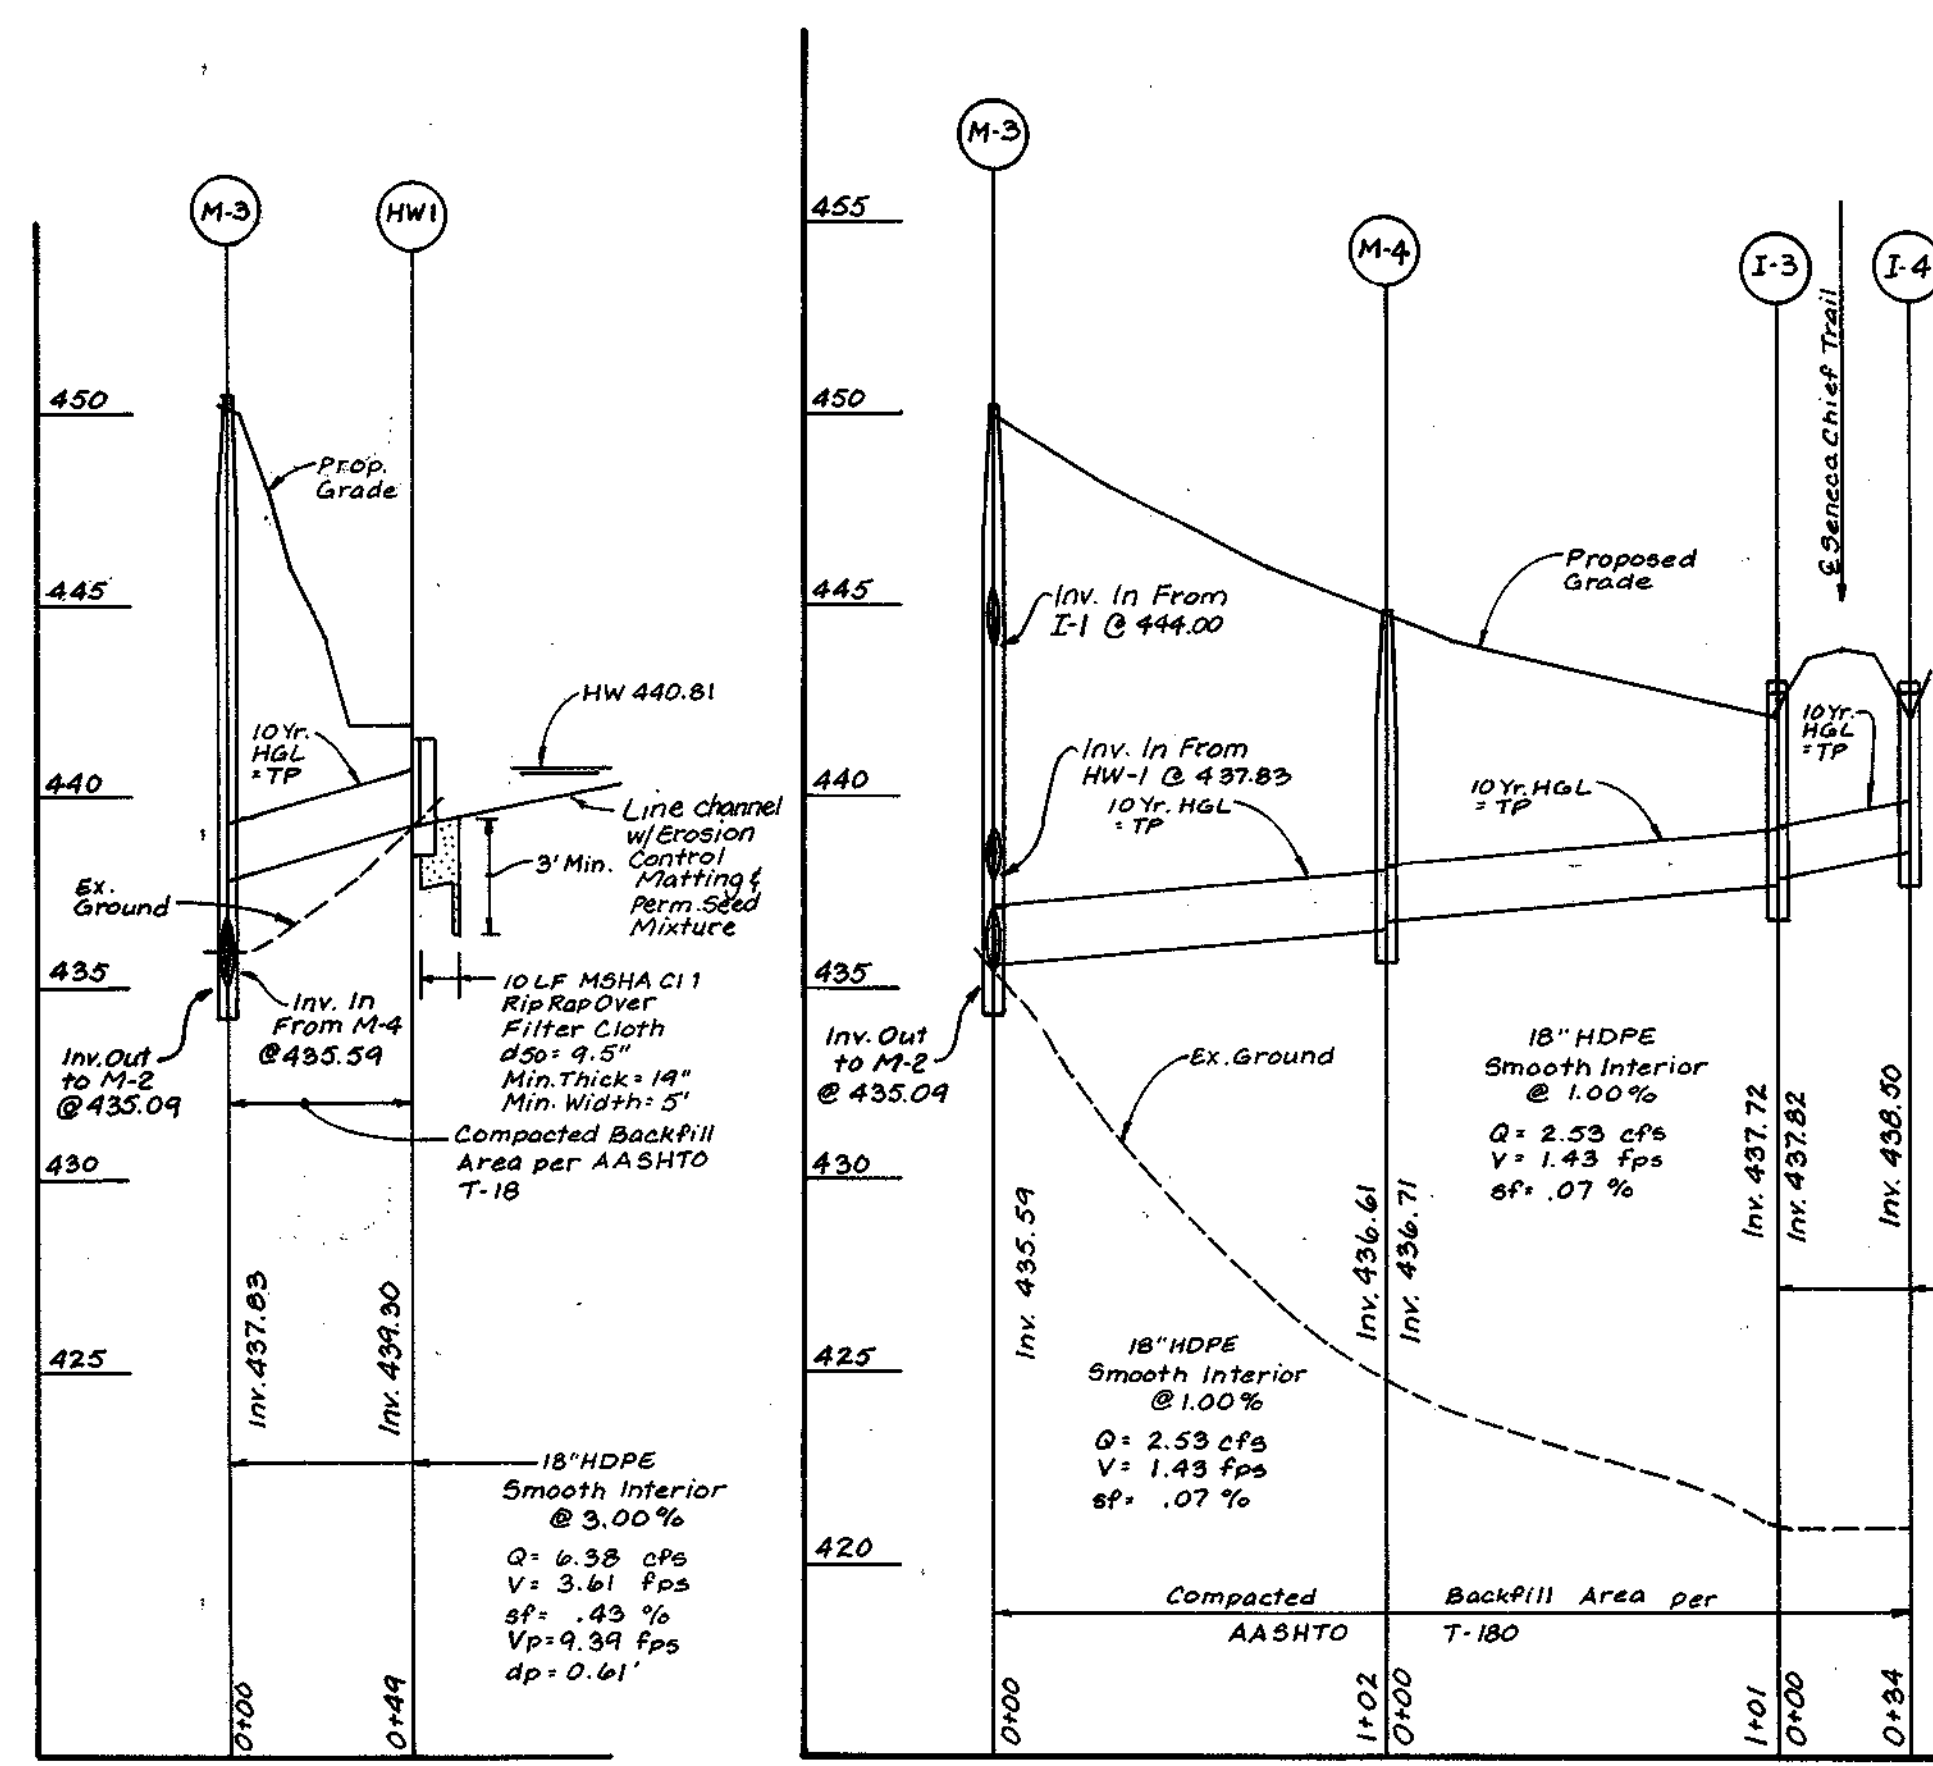 M-3
HW1
450
445
440
435
430
425
Prop.
Grade
10 Yr.
HGL
= TP
HW 440.81
Line channel
w/Erosion
Control
Matting &
Perm. Seed
Mixture
3' Min.
Ex.
Ground
Inv. In
From M-4
@ 435.59
Inv. Out
to M-2
@ 435.09
10 LF MSHA Cl 1
Rip Rap Over
Filter Cloth
d50 = 9.5"
Min. Thick = 19"
Min. Width = 5'
Compacted Backfill
Area per AASHTO
T-18
Inv. 437.83
Inv. 439.30
18" HDPE
Smooth Interior
@ 3.00 %
Q = 6.38 cfs
V = 3.61 fps
sf = .43 %
Vp = 9.39 fps
dp = 0.61'
0+00
0+49
M-3
M-4
I-3
I-4
455
450
445
440
435
430
425
420
℄ Seneca Chief Trail
Proposed
Grade
Inv. In From
I-1 @ 444.00
Inv. In From
HW-1 @ 437.83
10 Yr. HGL
= TP
10 Yr. HGL
= TP
10 Yr.
HGL
= TP
Inv. Out
to M-2
@ 435.09
Ex. Ground
18" HDPE
Smooth Interior
@ 1.00 %
Q = 2.53 cfs
V = 1.43 fps
sf = .07 %
Inv. 435.59
Inv. 436.61
Inv. 436.71
Inv. 437.72
Inv. 437.82
Inv. 438.50
18" HDPE
Smooth Interior
@ 1.00 %
Q = 2.53 cfs
V = 1.43 fps
sf = .07 %
Compacted Backfill Area per
AASHTO T-180
0+00
1+02
0+00
1+01
0+00
0+34